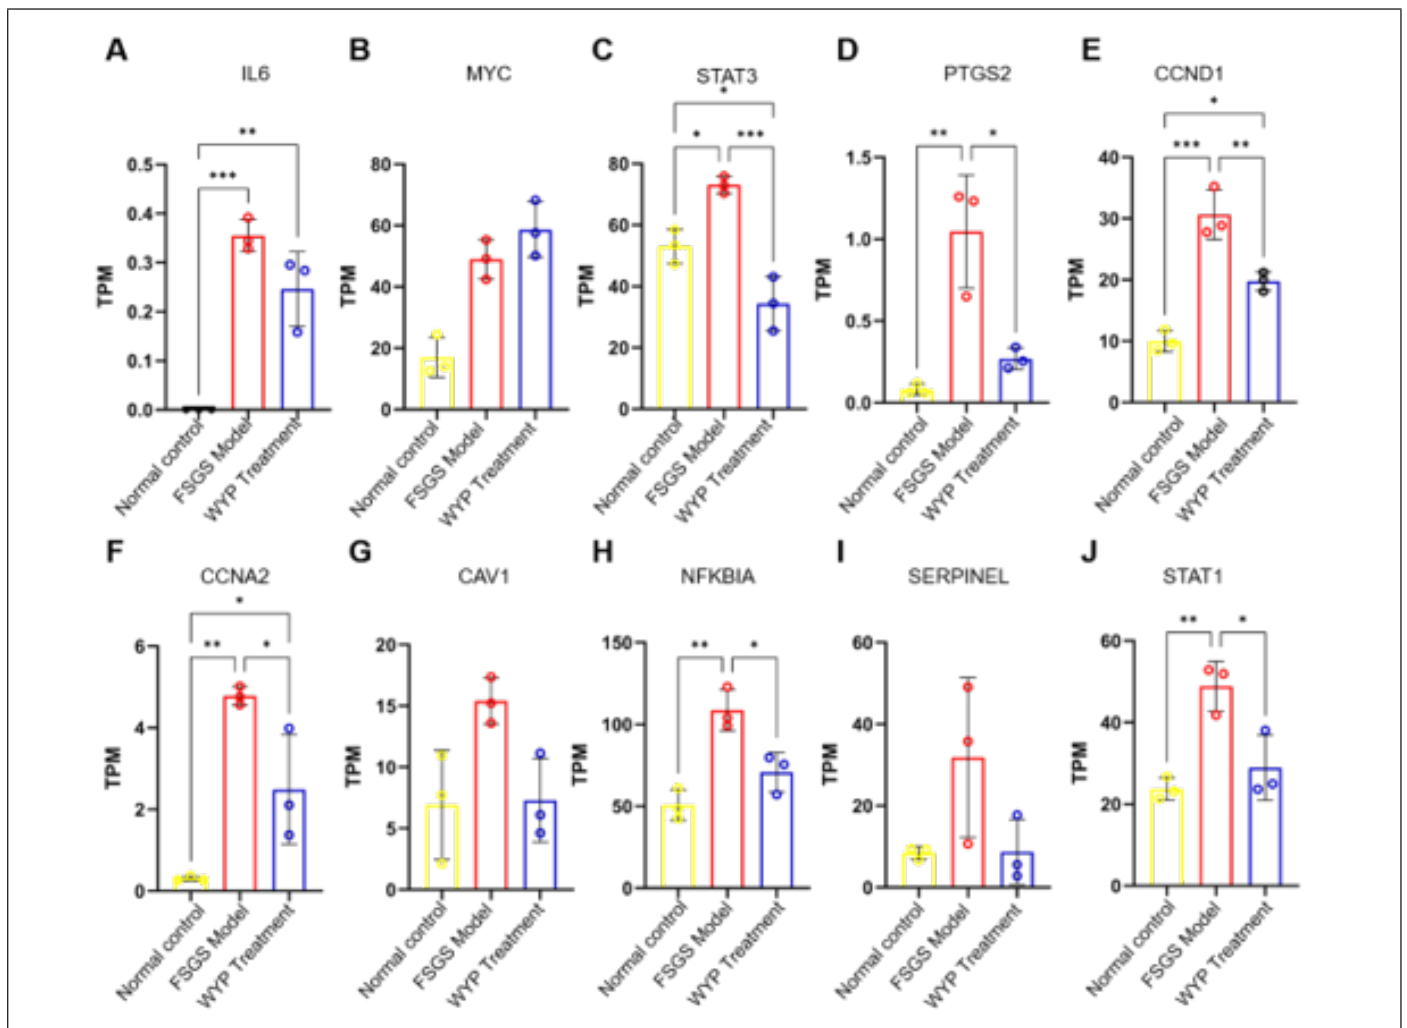 A B C D E
IL6 MYC STAT3 PTGS2 CCND1
** * *
*** * *** ** * *** **
0.5 80 80 1.5 40
0.4 60 60 1.0 30
0.3 40 40 0.5 20
0.2 20 20 0.0 10
0.1 0 0 0
0.0
TPM TPM TPM TPM TPM
Normal control FSGS Model WYP Treatment
Normal control FSGS Model WYP Treatment
Normal control FSGS Model WYP Treatment
Normal control FSGS Model WYP Treatment
Normal control FSGS Model WYP Treatment
F G H I J
CCNA2 CAV1 NFKBIA SERPINEL STAT1
*
** * ** * ** *
6 20 150 60 60
4 15 100 40 40
2 10 50 20 20
0 5 0 0 0
0
TPM TPM TPM TPM TPM
Normal control FSGS Model WYP Treatment
Normal control FSGS Model WYP Treatment
Normal control FSGS Model WYP Treatment
Normal control FSGS Model WYP Treatment
Normal control FSGS Model WYP Treatment